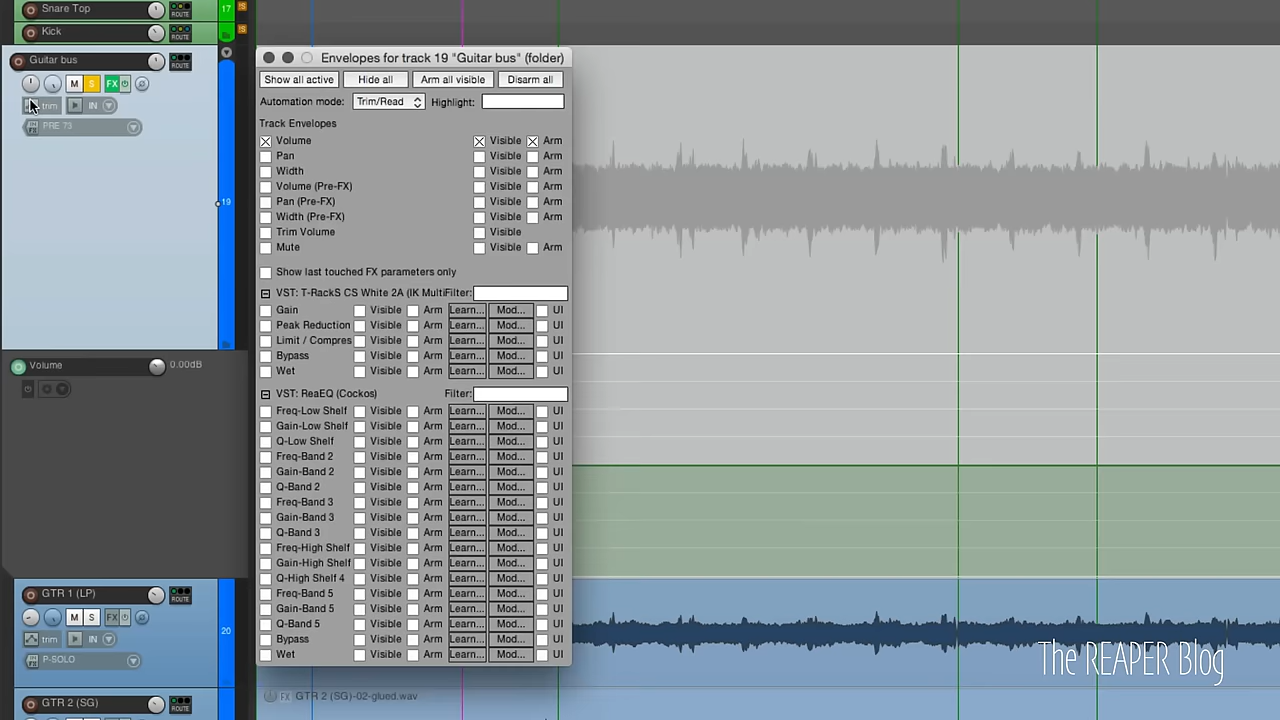 Snare Top
17
S
ROUTE
Kick
S
ROUTE
Guitar bus
ROUTE
M S FX
trim IN
PRE 73
19
Envelopes for track 19 "Guitar bus" (folder)
Show all active Hide all Arm all visible Disarm all
Automation mode: Trim/Read Highlight:
Track Envelopes
Volume Visible Arm
Pan Visible Arm
Width Visible Arm
Volume (Pre-FX) Visible Arm
Pan (Pre-FX) Visible Arm
Width (Pre-FX) Visible Arm
Trim Volume Visible
Mute Visible Arm
Show last touched FX parameters only
VST: T-RackS CS White 2A (IK MultiFilter:
Gain Visible Arm Learn... Mod... UI
Peak Reduction Visible Arm Learn... Mod... UI
Limit / Compres Visible Arm Learn... Mod... UI
Bypass Visible Arm Learn... Mod... UI
Wet Visible Arm Learn... Mod... UI
VST: ReaEQ (Cockos) Filter:
Freq-Low Shelf Visible Arm Learn... Mod... UI
Gain-Low Shelf Visible Arm Learn... Mod... UI
Q-Low Shelf Visible Arm Learn... Mod... UI
Freq-Band 2 Visible Arm Learn... Mod... UI
Gain-Band 2 Visible Arm Learn... Mod... UI
Q-Band 2 Visible Arm Learn... Mod... UI
Freq-Band 3 Visible Arm Learn... Mod... UI
Gain-Band 3 Visible Arm Learn... Mod... UI
Q-Band 3 Visible Arm Learn... Mod... UI
Freq-High Shelf Visible Arm Learn... Mod... UI
Gain-High Shelf Visible Arm Learn... Mod... UI
Q-High Shelf 4 Visible Arm Learn... Mod... UI
Freq-Band 5 Visible Arm Learn... Mod... UI
Gain-Band 5 Visible Arm Learn... Mod... UI
Q-Band 5 Visible Arm Learn... Mod... UI
Bypass Visible Arm Learn... Mod... UI
Wet Visible Arm Learn... Mod... UI
Volume 0.00dB
GTR 1 (LP)
ROUTE
M S FX
trim IN
20
P-SOLO
GTR 2 (SG)
ROUTE
FX GTR 2 (SG)-02-glued.wav
The REAPER Blog